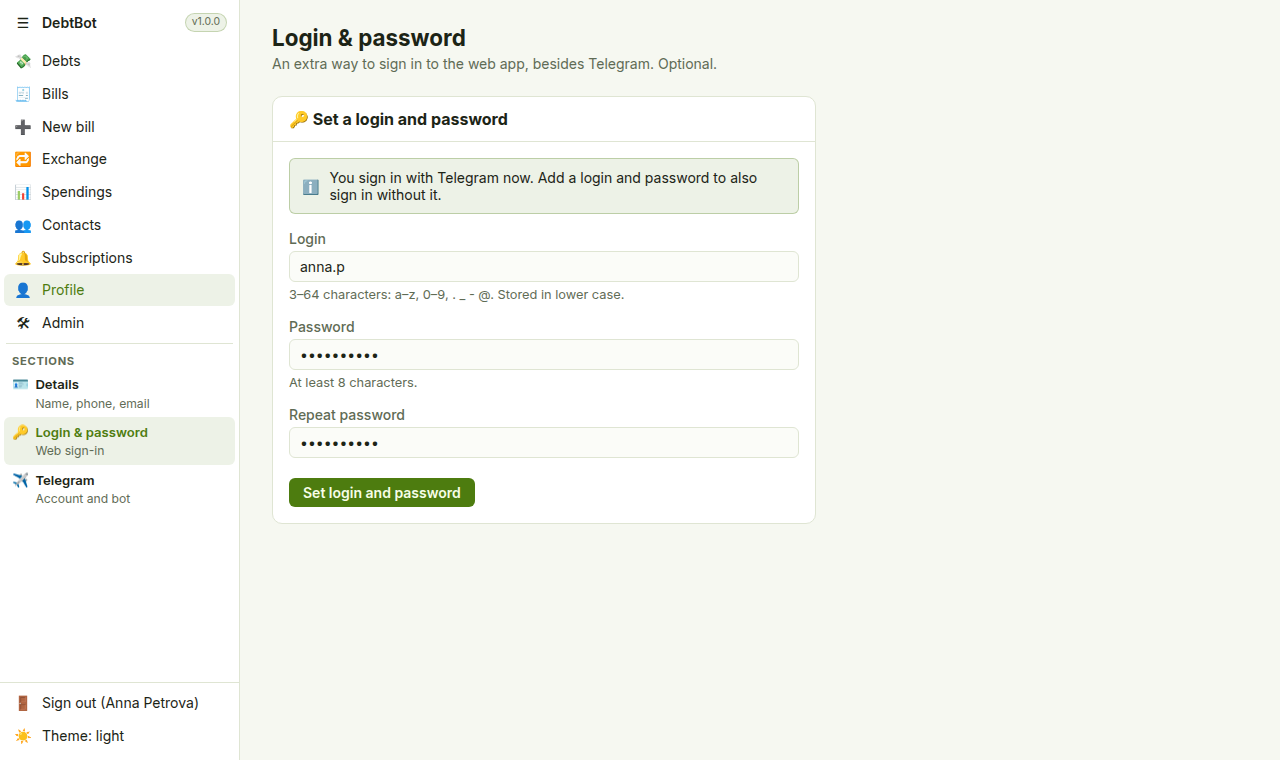 DebtBot
v1.0.0
Debts
Bills
New bill
Exchange
Spendings
Contacts
Subscriptions
Profile
Admin
SECTIONS
Details
Name, phone, email
Login & password
Web sign-in
Telegram
Account and bot
Sign out (Anna Petrova)
Theme: light
Login & password
An extra way to sign in to the web app, besides Telegram. Optional.
Set a login and password
You sign in with Telegram now. Add a login and password to also
sign in without it.
Login
anna.p
3–64 characters: a–z, 0–9, . _ - @. Stored in lower case.
Password
••••••••••
At least 8 characters.
Repeat password
••••••••••
Set login and password